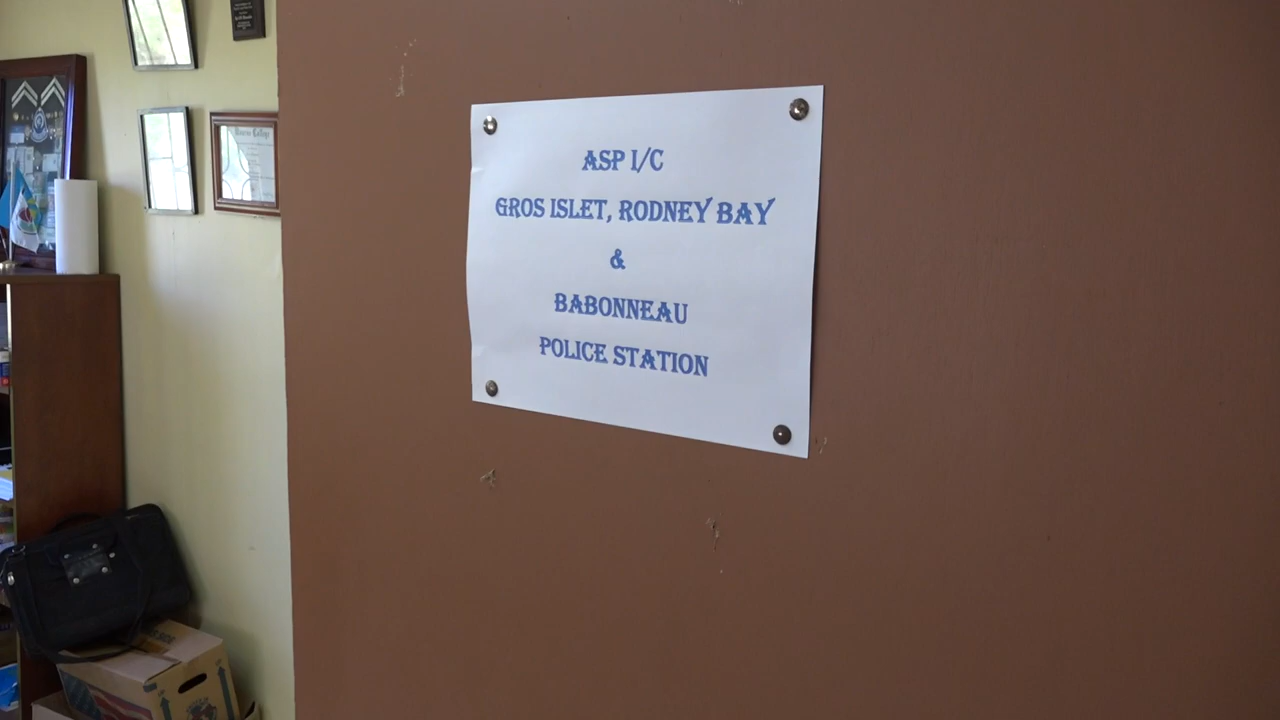 ASP I/C
GROS ISLET, RODNEY BAY
&
BABONNEAU
POLICE STATION